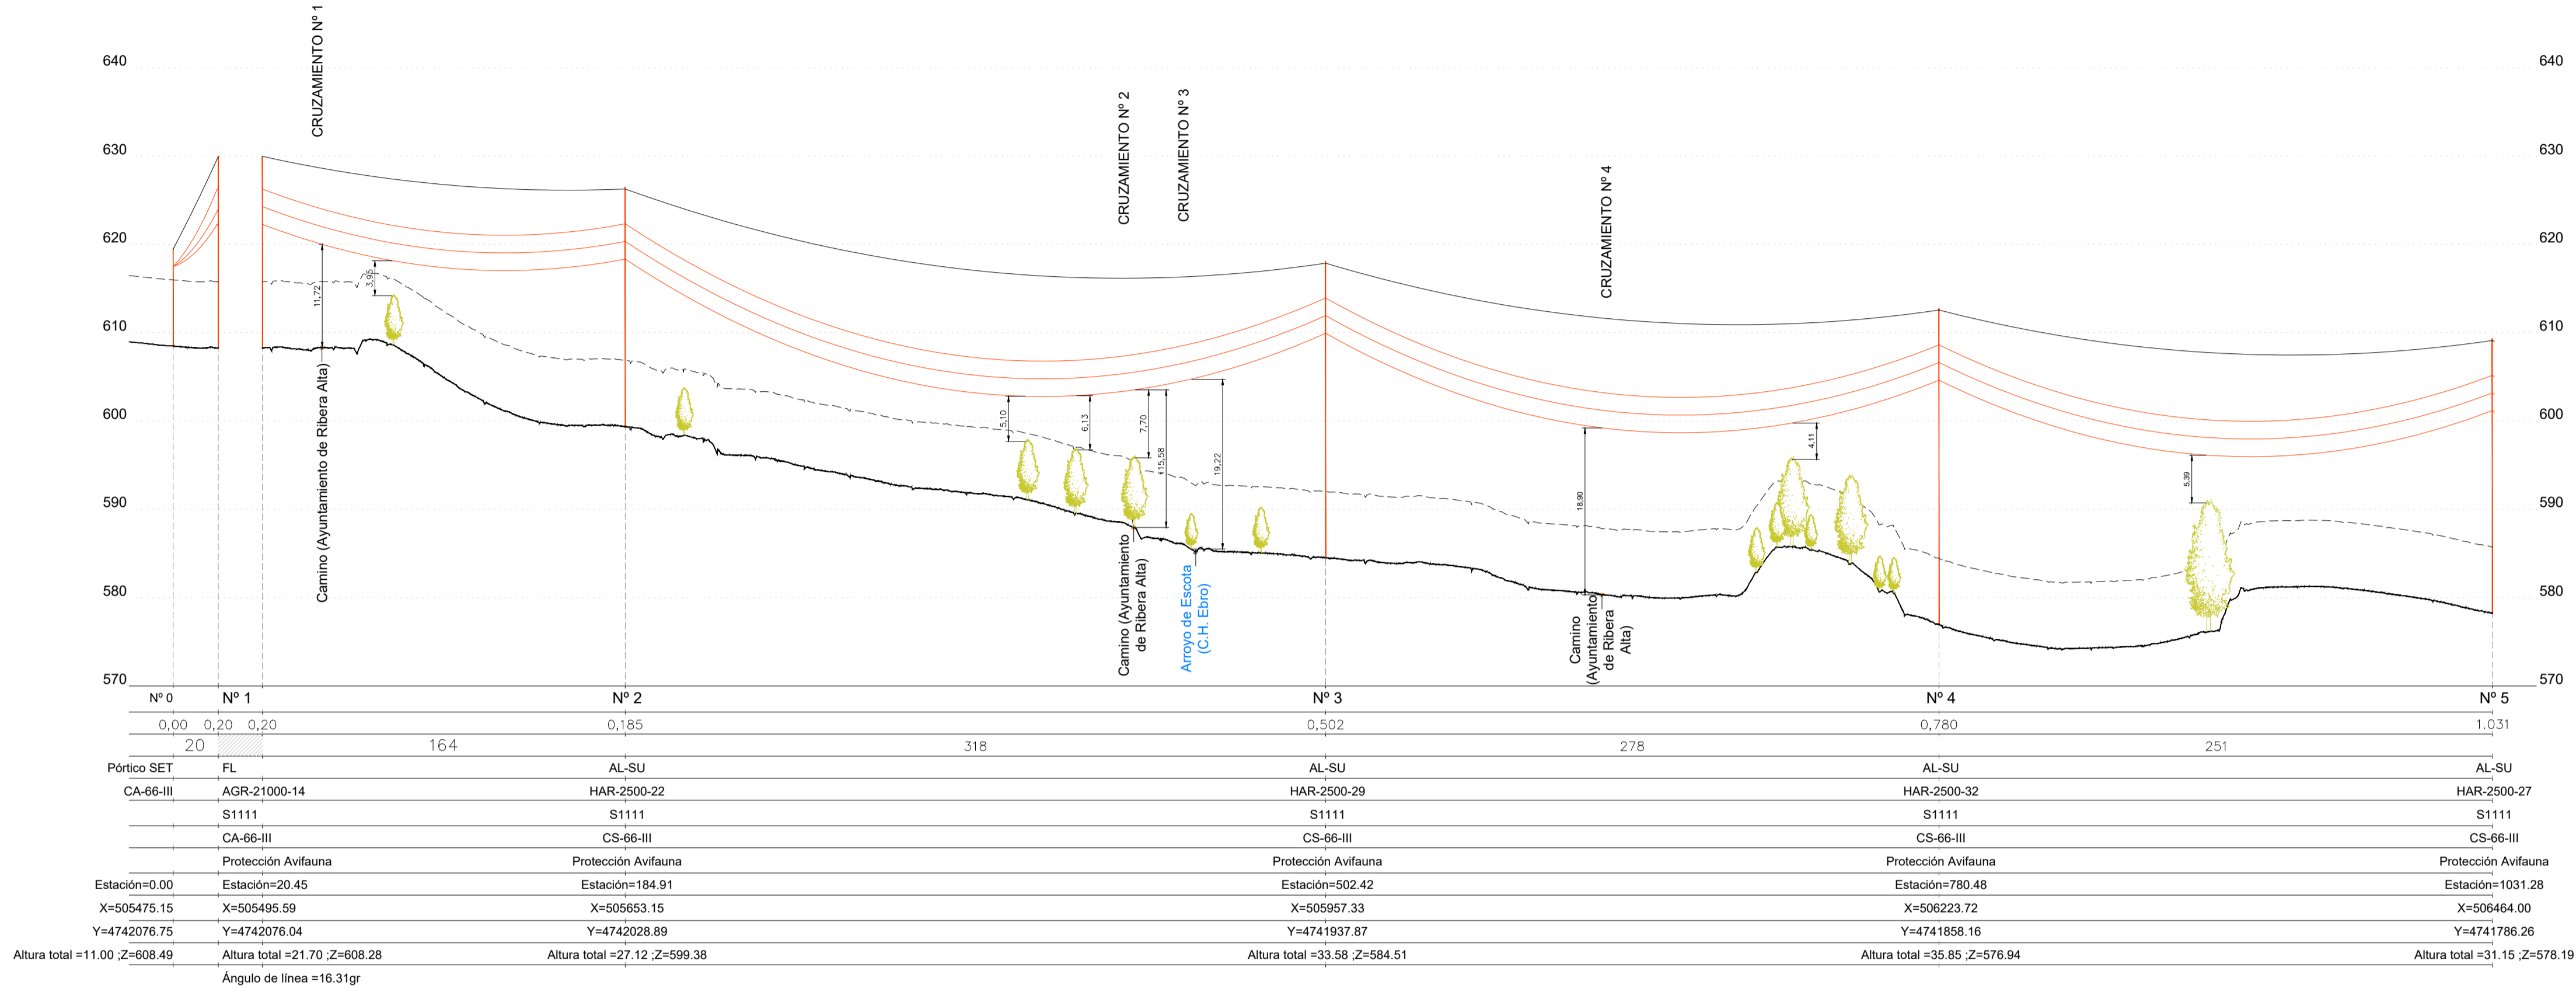 CRUZAMIENTO Nº 1
CRUZAMIENTO Nº 2
CRUZAMIENTO Nº 3
CRUZAMIENTO Nº 4
640 640
630 630
620 620
610 610
600 600
590 590
580 580
570 570
11,72
3,95
5,10
6,13
7,70
15,58
19,22
18,90
4,11
5,39
Camino (Ayuntamiento de Ribera Alta)
Camino (Ayuntamiento
de Ribera Alta)
Arroyo de Escota
(C.H. Ebro)
Camino
(Ayuntamiento
de Ribera
Alta)
Nº 0 Nº 1 Nº 2 Nº 3 Nº 4 Nº 5
0,00 0,20 0,20 0,185 0,502 0,780 1.031
20 164 318 278 251
Pórtico SET FL AL-SU AL-SU AL-SU AL-SU
CA-66-III AGR-21000-14 HAR-2500-22 HAR-2500-29 HAR-2500-32 HAR-2500-27
S1111 S1111 S1111 S1111 S1111
CA-66-III CS-66-III CS-66-III CS-66-III CS-66-III
Protección Avifauna Protección Avifauna Protección Avifauna Protección Avifauna Protección Avifauna
Estación=0.00 Estación=20.45 Estación=184.91 Estación=502.42 Estación=780.48 Estación=1031.28
X=505475.15 X=505495.59 X=505653.15 X=505957.33 X=506223.72 X=506464.00
Y=4742076.75 Y=4742076.04 Y=4742028.89 Y=4741937.87 Y=4741858.16 Y=4741786.26
Altura total =11.00 ;Z=608.49 Altura total =21.70 ;Z=608.28 Altura total =27.12 ;Z=599.38 Altura total =33.58 ;Z=584.51 Altura total =35.85 ;Z=576.94 Altura total =31.15 ;Z=578.19
Ángulo de línea =16.31gr